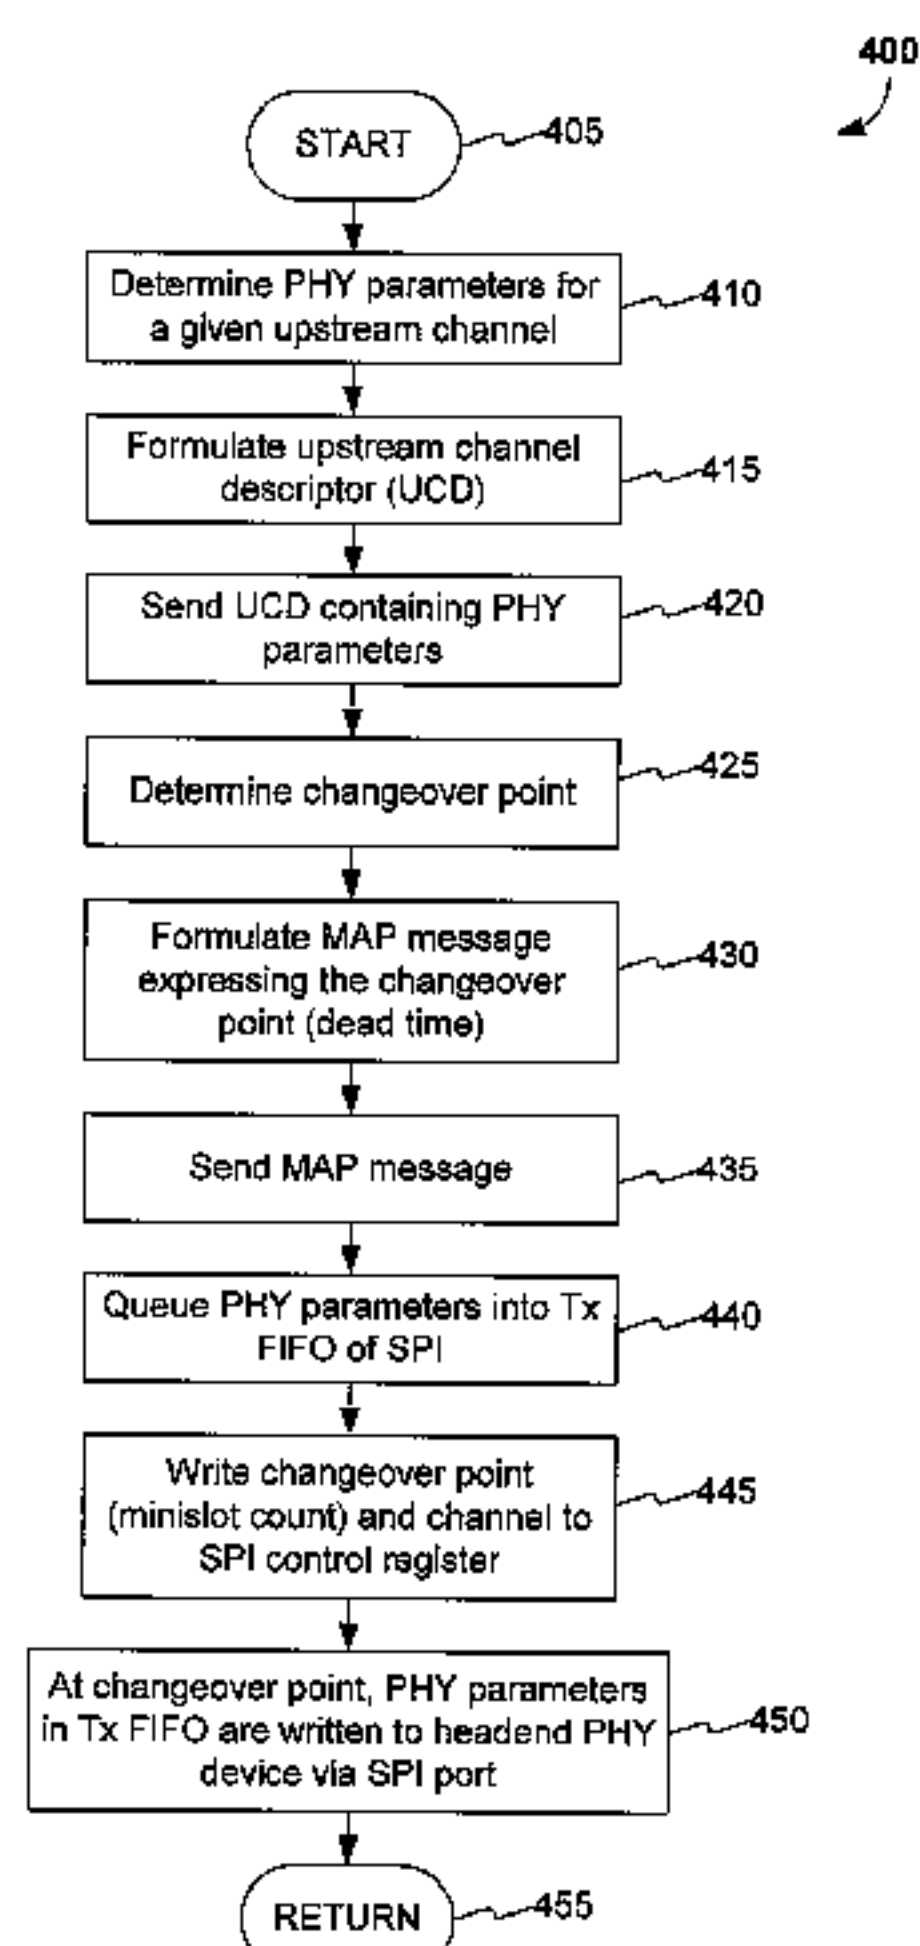 400
START
405
Determine PHY parameters for
a given upstream channel
410
Formulate upstream channel
descriptor (UCD)
415
Send UCD containing PHY
parameters
420
Determine changeover point
425
Formulate MAP message
expressing the changeover
point (dead time)
430
Send MAP message
435
Queue PHY parameters into Tx
FIFO of SPI
440
Write changeover point
(minislot count) and channel to
SPI control register
445
At changeover point, PHY parameters
in Tx FIFO are written to headend PHY
device via SPI port
450
RETURN
455